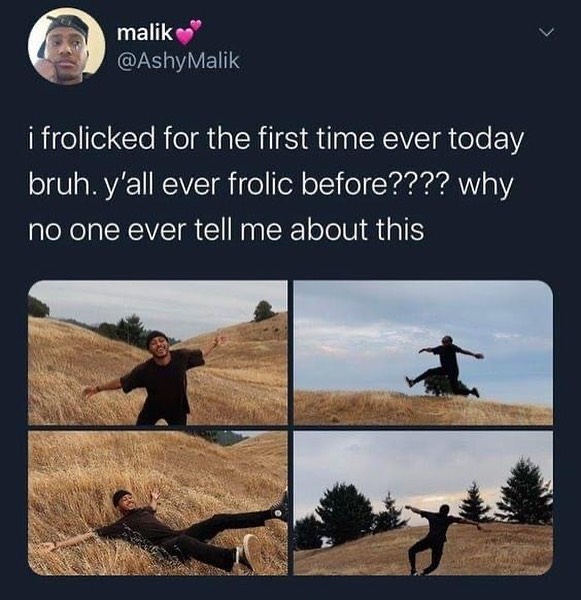 malik💕
@AshyMalik
i frolicked for the first time ever today
bruh. y'all ever frolic before???? why
no one ever tell me about this